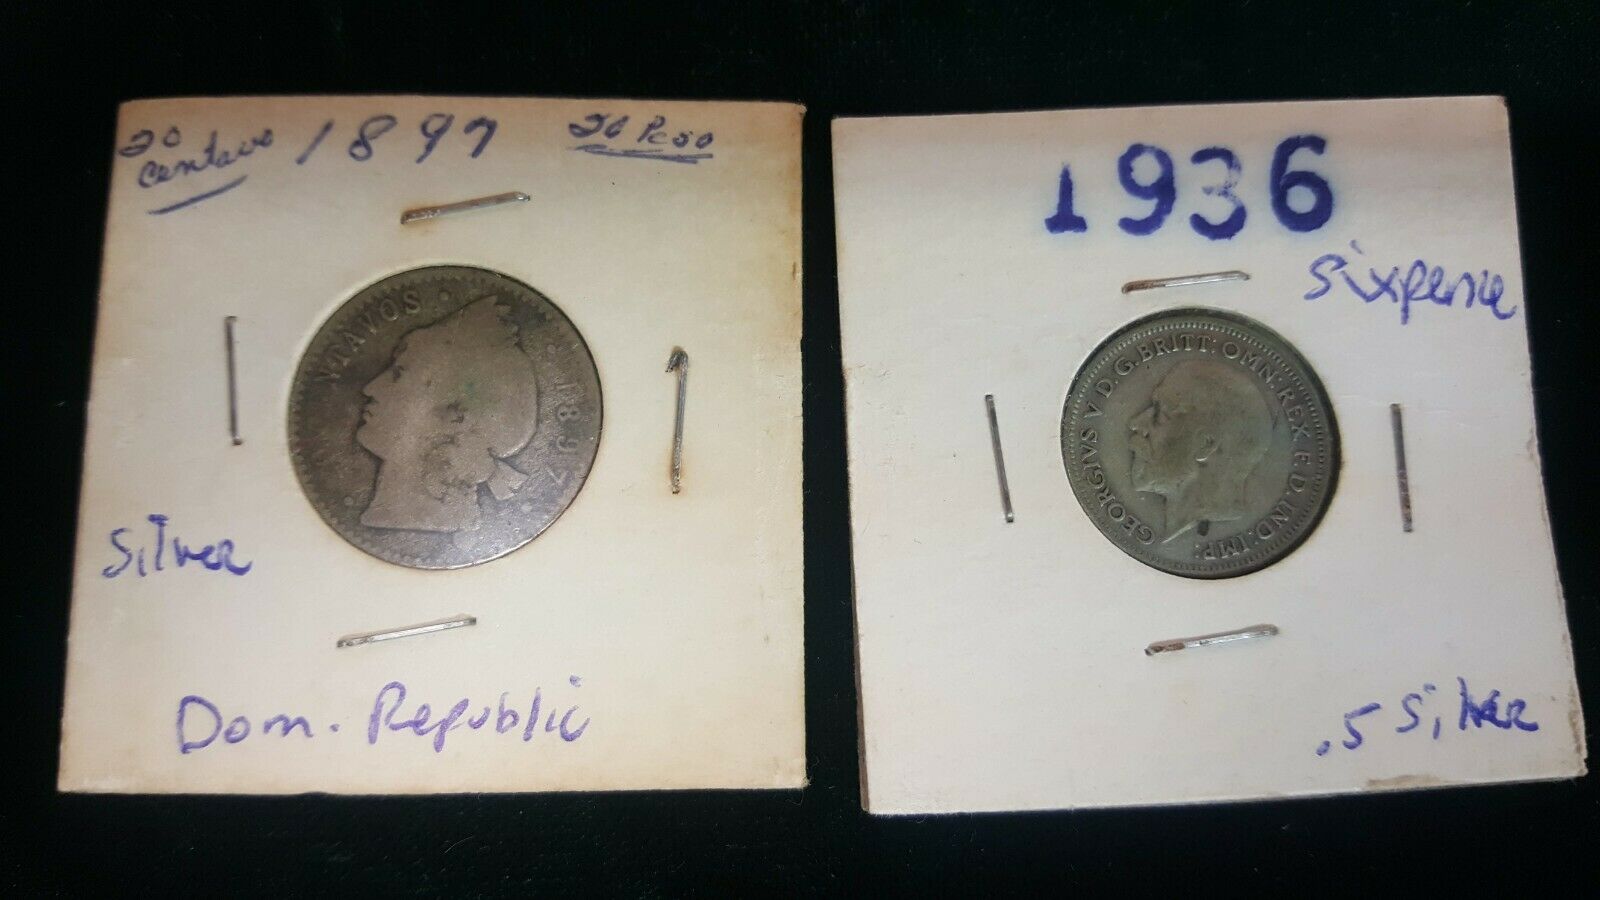 20 1897 20 Peso
Centavo
NTAVOS · 1897 ·
Silver
Dom. Republic
1936
Sixpence
GEORGIVS V D.G.BRITT:OMN:REX F.D.IND:IMP:
.5 Silver